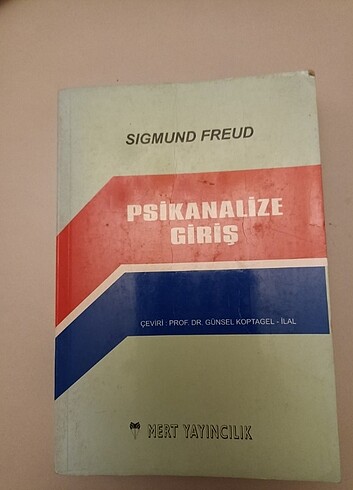 SIGMUND FREUD
PSİKANALİZE
GİRİŞ
ÇEVİRİ : PROF. DR. GÜNSEL KOPTAGEL - İLAL
MERT YAYINCILIK